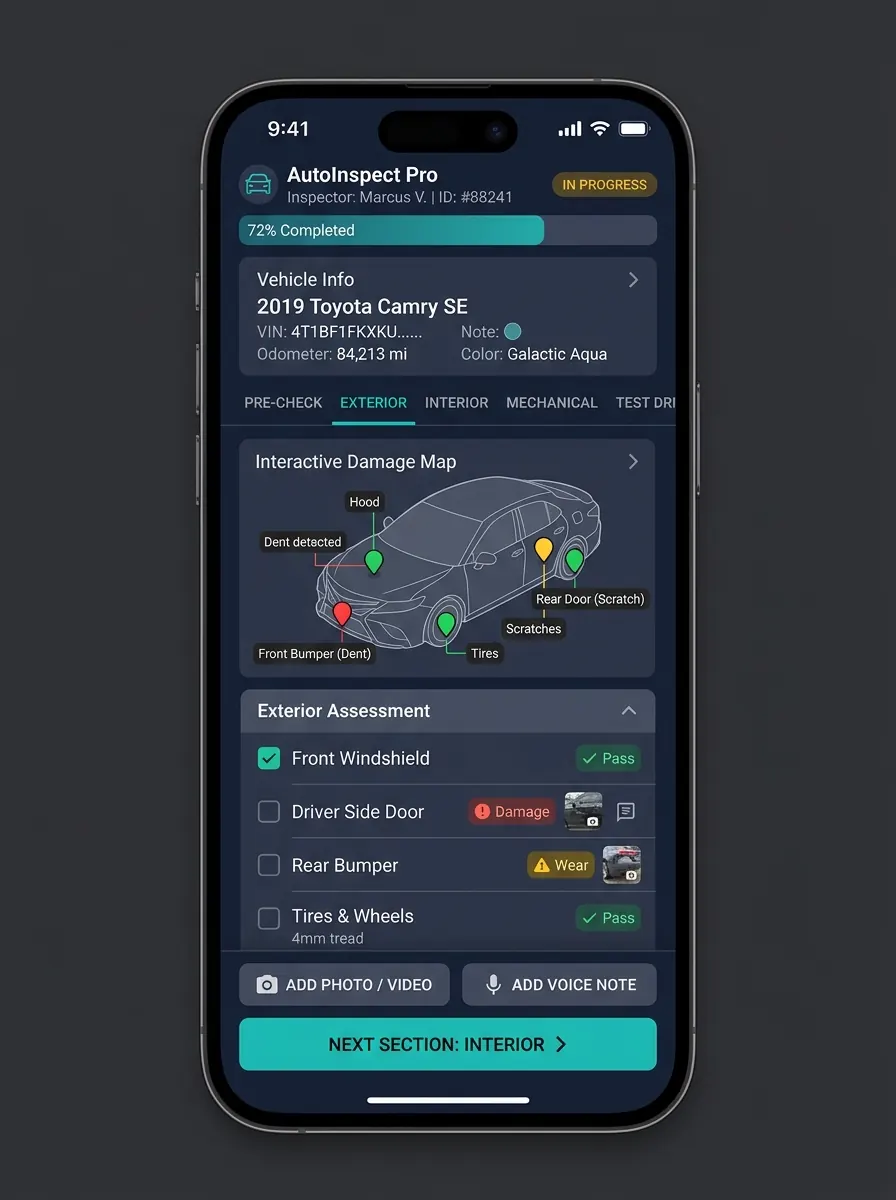 9:41
AutoInspect Pro
Inspector: Marcus V. | ID: #88241
IN PROGRESS
72% Completed
Vehicle Info
2019 Toyota Camry SE
VIN: 4T1BF1FKXKU...... Note:
Odometer: 84,213 mi Color: Galactic Aqua
PRE-CHECK EXTERIOR INTERIOR MECHANICAL TEST DRI
Interactive Damage Map
Hood
Dent detected
Rear Door (Scratch)
Scratches
Front Bumper (Dent)
Tires
Exterior Assessment
Front Windshield Pass
Driver Side Door Damage
Rear Bumper Wear
Tires & Wheels Pass
4mm tread
ADD PHOTO / VIDEO ADD VOICE NOTE
NEXT SECTION: INTERIOR